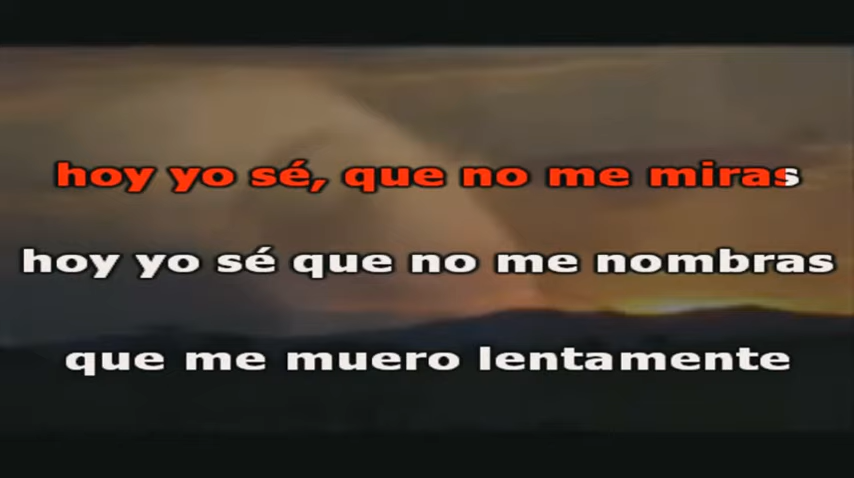 hoy yo sé, que no me miras
hoy yo sé que no me nombras
que me muero lentamente